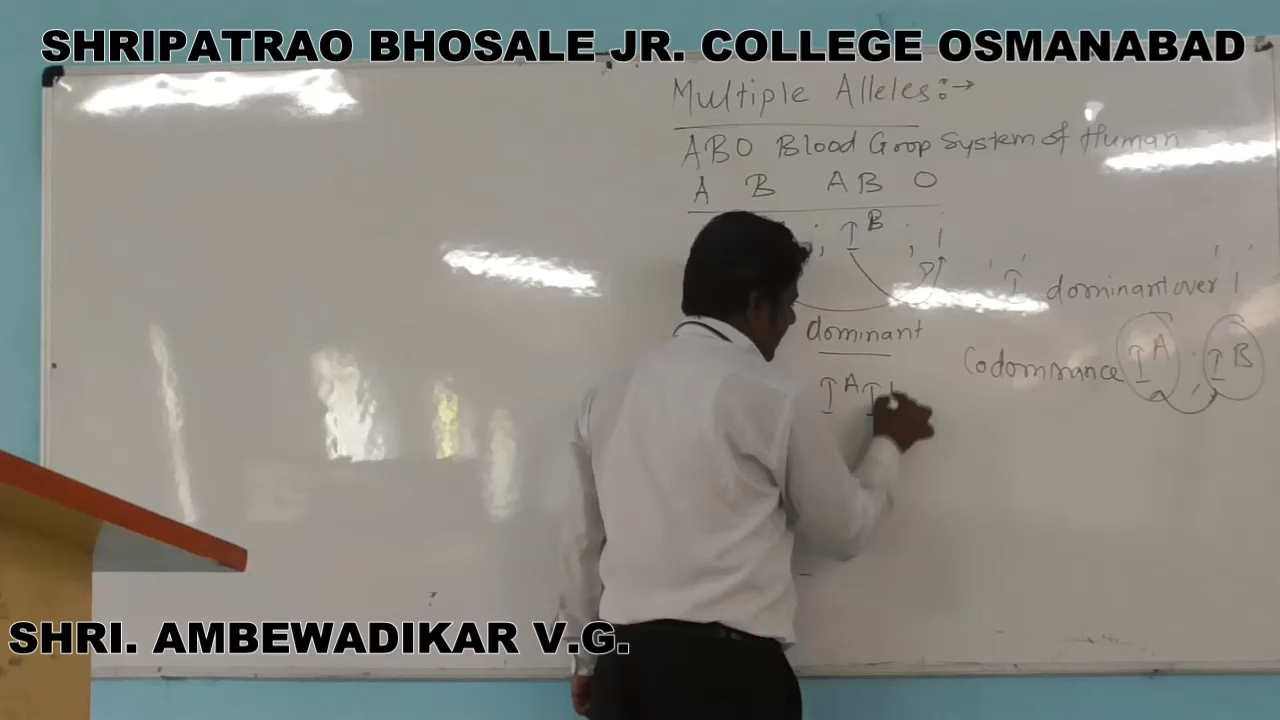 SHRIPATRAO BHOSALE JR. COLLEGE OSMANABAD
Multiple Alleles:→
ABO Blood Groop System of Human
A B AB O
; I^B ; i
'I' dominant over 'i'
dominant
Codominance I^A ; I^B
I^A I
SHRI. AMBEWADIKAR V.G.